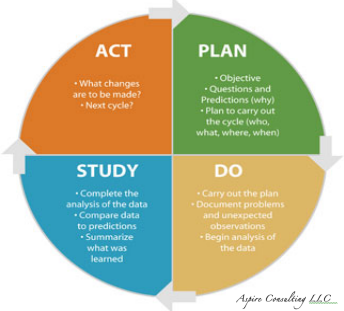 ACT
• What changes
are to be made?
• Next cycle?
PLAN
• Objective
• Questions and
Predictions (why)
• Plan to carry out
the cycle (who,
what, where, when)
STUDY
• Complete the
analysis of the data
• Compare data
to predictions
• Summarize
what was
learned
DO
• Carry out the plan
• Document problems
and unexpected
observations
• Begin analysis of
the data
Aspire Consulting LLC